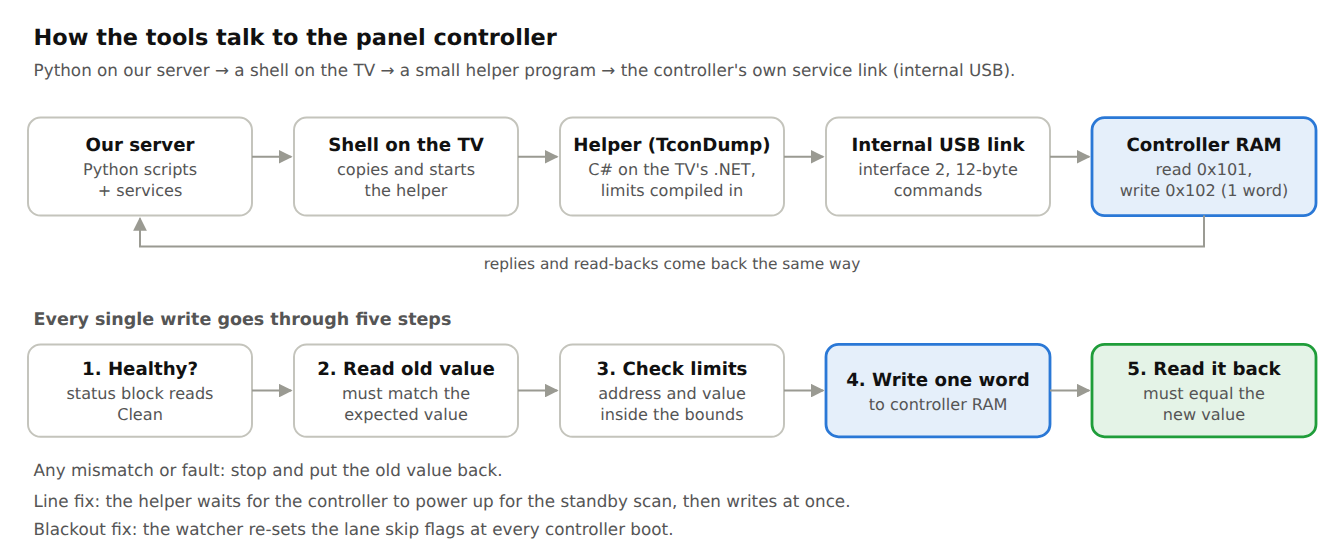 How the tools talk to the panel controller
Python on our server → a shell on the TV → a small helper program → the controller's own service link (internal USB).
Our server
Python scripts
+ services
Shell on the TV
copies and starts
the helper
Helper (TconDump)
C# on the TV's .NET,
limits compiled in
Internal USB link
interface 2, 12-byte
commands
Controller RAM
read 0x101,
write 0x102 (1 word)
replies and read-backs come back the same way
Every single write goes through five steps
1. Healthy?
status block reads
Clean
2. Read old value
must match the
expected value
3. Check limits
address and value
inside the bounds
4. Write one word
to controller RAM
5. Read it back
must equal the
new value
Any mismatch or fault: stop and put the old value back.
Line fix: the helper waits for the controller to power up for the standby scan, then writes at once.
Blackout fix: the watcher re-sets the lane skip flags at every controller boot.